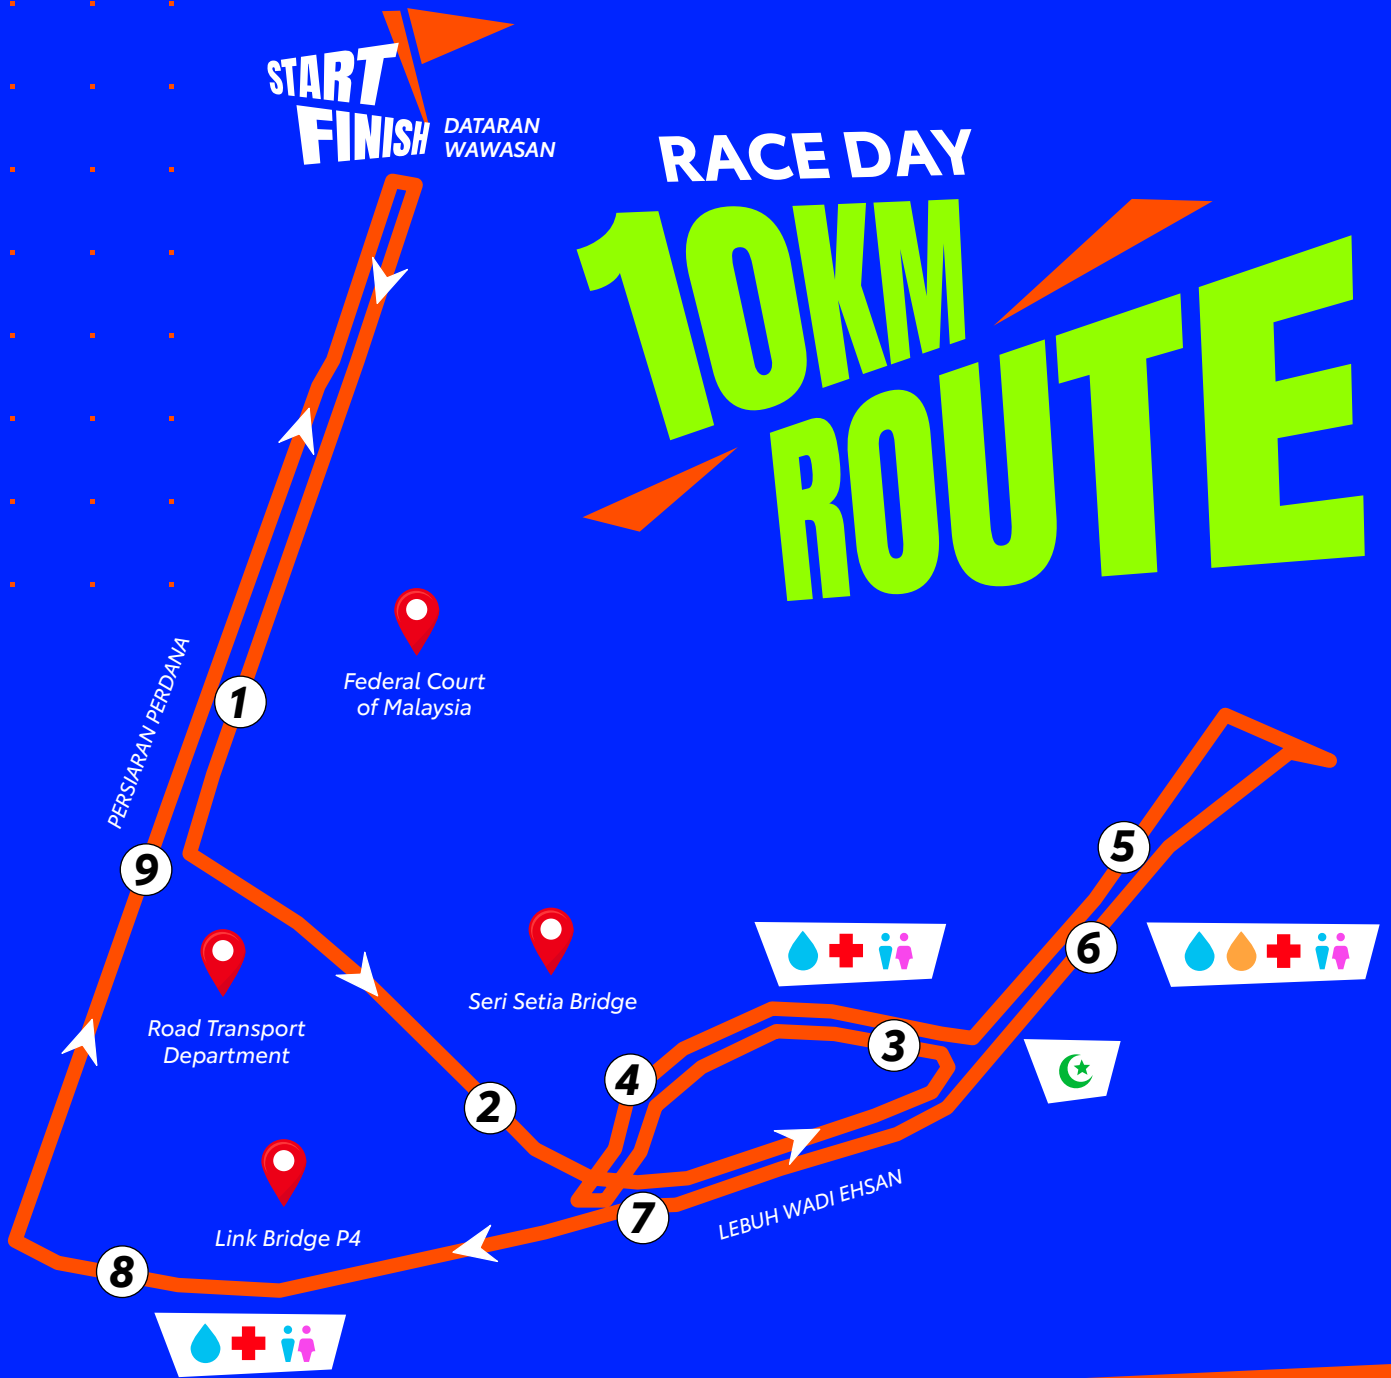 START
FINISH
DATARAN
WAWASAN
RACE DAY
10KM
ROUTE
Federal Court
of Malaysia
PERSIARAN PERDANA
1
5
9
6
Seri Setia Bridge
Road Transport
Department
3
4
2
LEBUH WADI EHSAN
7
Link Bridge P4
8